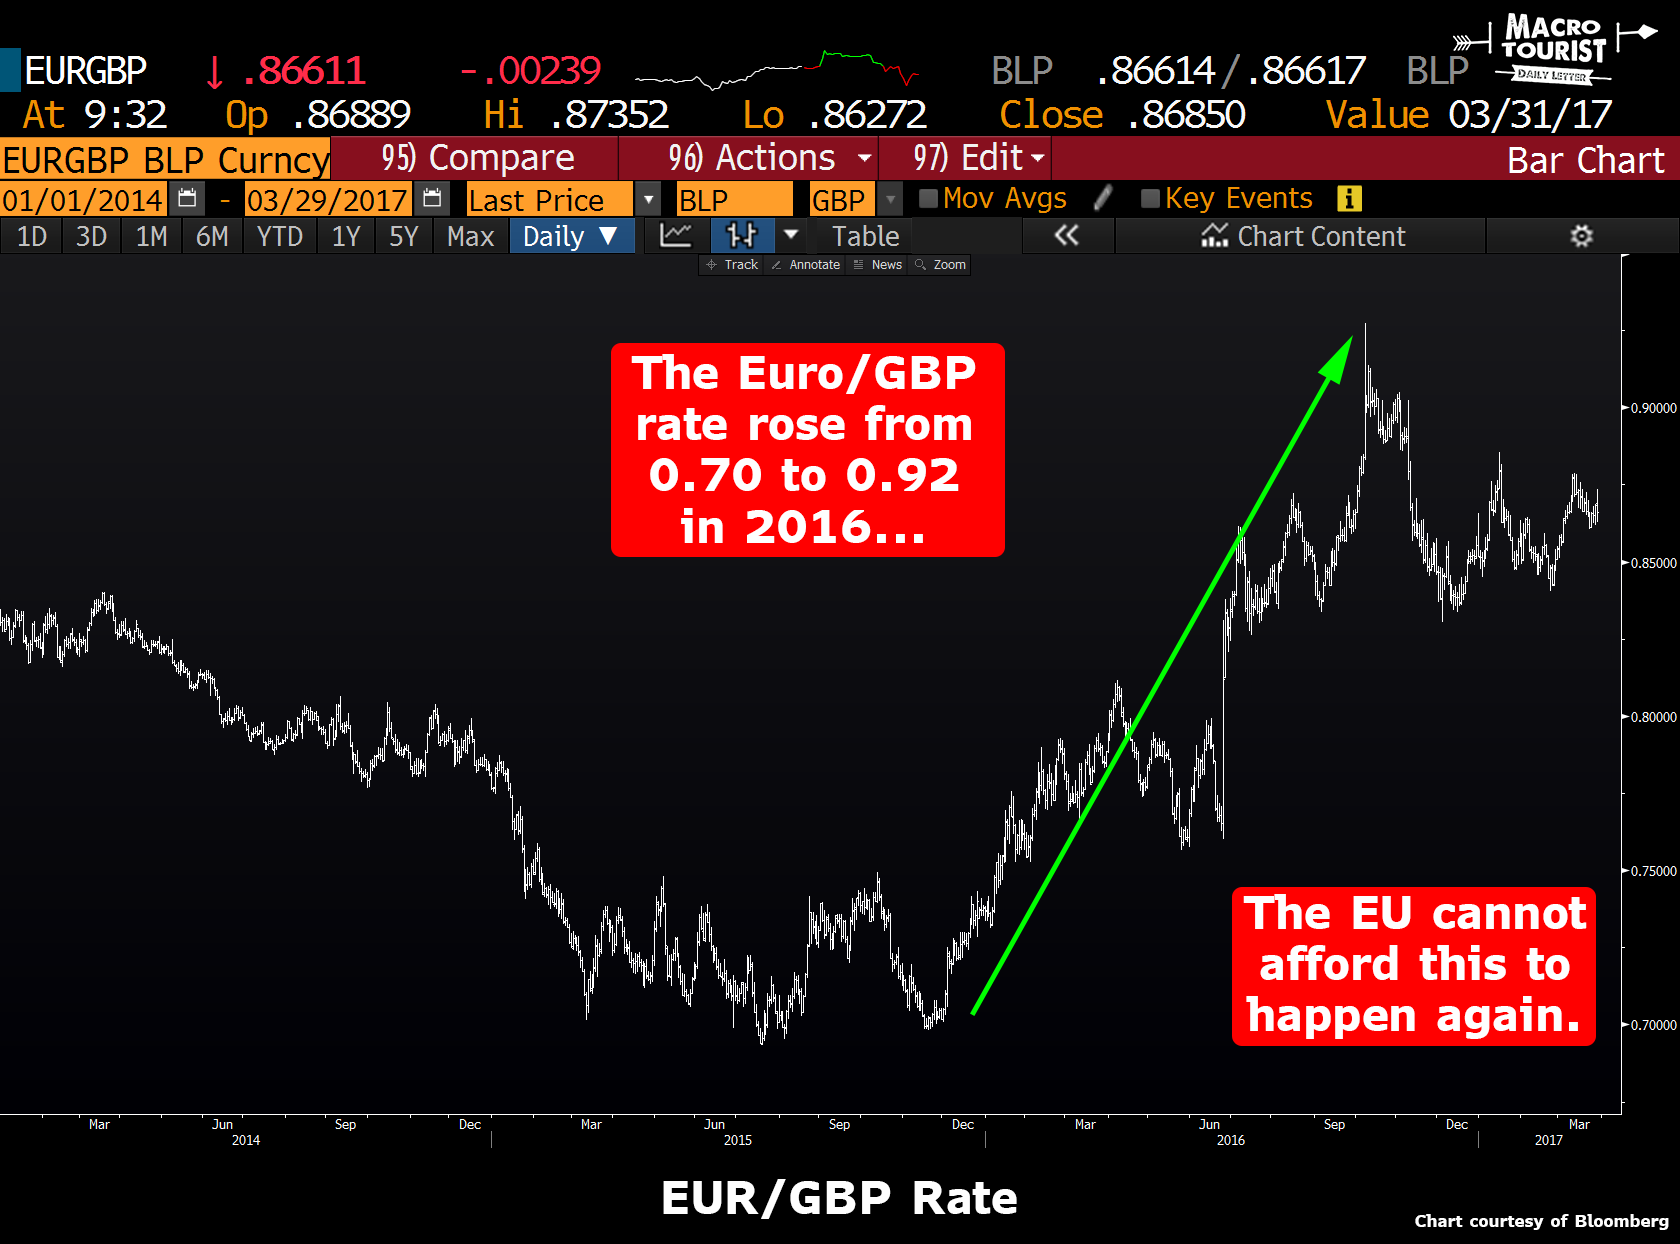 MACRO
TOURIST
DAILY LETTER
EURGBP ↓ .86611 -.00239 BLP .86614/.86617 BLP
At 9:32 Op .86889 Hi .87352 Lo .86272 Close .86850 Value 03/31/17
EURGBP BLP Curncy 95) Compare 96) Actions 97) Edit Bar Chart
01/01/2014 - 03/29/2017 Last Price BLP GBP Mov Avgs Key Events i
1D 3D 1M 6M YTD 1Y 5Y Max Daily ▼ Table « Chart Content
Track Annotate News Zoom
The Euro/GBP
rate rose from
0.70 to 0.92
in 2016...
0.90000
0.85000
0.80000
0.75000
0.70000
The EU cannot
afford this to
happen again.
Mar Jun Sep Dec Mar Jun Sep Dec Mar Jun Sep Dec Mar
2014 2015 2016 2017
EUR/GBP Rate
Chart courtesy of Bloomberg